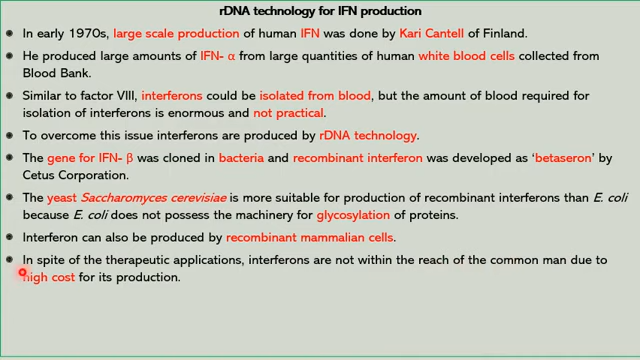 rDNA technology for IFN production
In early 1970s, large scale production of human IFN was done by Kari Cantell of Finland.
He produced large amounts of IFN- α from large quantities of human white blood cells collected from
Blood Bank.
Similar to factor VIII, interferons could be isolated from blood, but the amount of blood required for
isolation of interferons is enormous and not practical.
To overcome this issue interferons are produced by rDNA technology.
The gene for IFN- β was cloned in bacteria and recombinant interferon was developed as 'betaseron' by
Cetus Corporation.
The yeast Saccharomyces cerevisiae is more suitable for production of recombinant interferons than E. coli
because E. coli does not possess the machinery for glycosylation of proteins.
Interferon can also be produced by recombinant mammalian cells.
In spite of the therapeutic applications, interferons are not within the reach of the common man due to
high cost for its production.